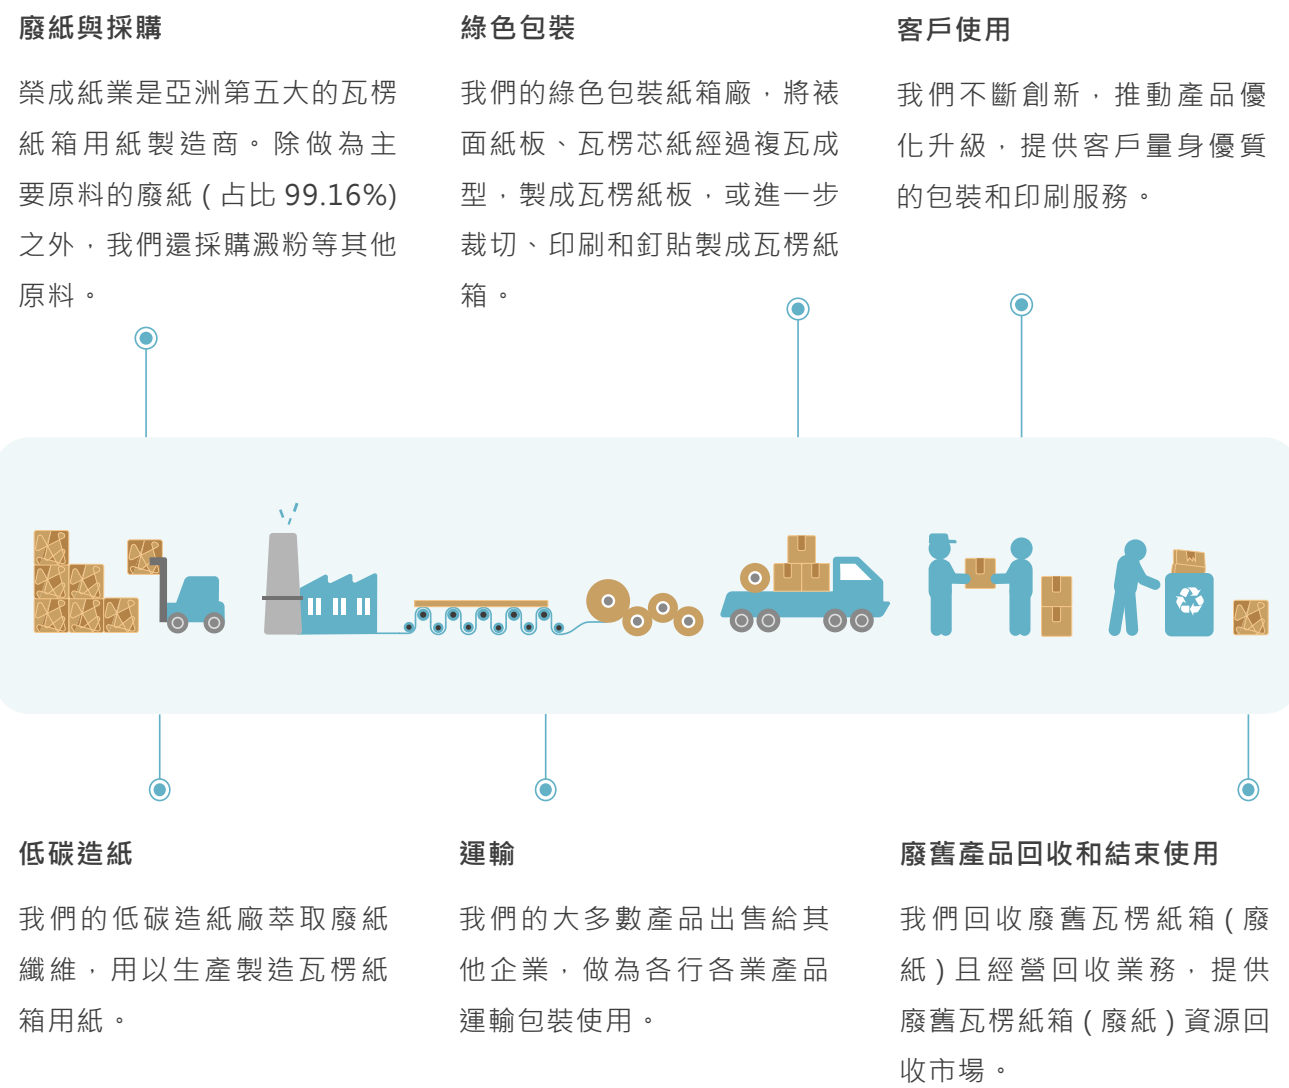 廢紙與採購
榮成紙業是亞洲第五大的瓦楞
紙箱用紙製造商。除做為主
要原料的廢紙 ( 占比 99.16%)
之外，我們還採購澱粉等其他
原料。
綠色包裝
我們的綠色包裝紙箱廠，將裱
面紙板、瓦楞芯紙經過複瓦成
型，製成瓦楞紙板，或進一步
裁切、印刷和釘貼製成瓦楞紙
箱。
客戶使用
我們不斷創新，推動產品優
化升級，提供客戶量身優質
的包裝和印刷服務。
低碳造紙
我們的低碳造紙廠萃取廢紙
纖維，用以生產製造瓦楞紙
箱用紙。
運輸
我們的大多數產品出售給其
他企業，做為各行各業產品
運輸包裝使用。
廢舊產品回收和結束使用
我們回收廢舊瓦楞紙箱 ( 廢
紙 ) 且經營回收業務，提供
廢舊瓦楞紙箱 ( 廢紙 ) 資源回
收市場。